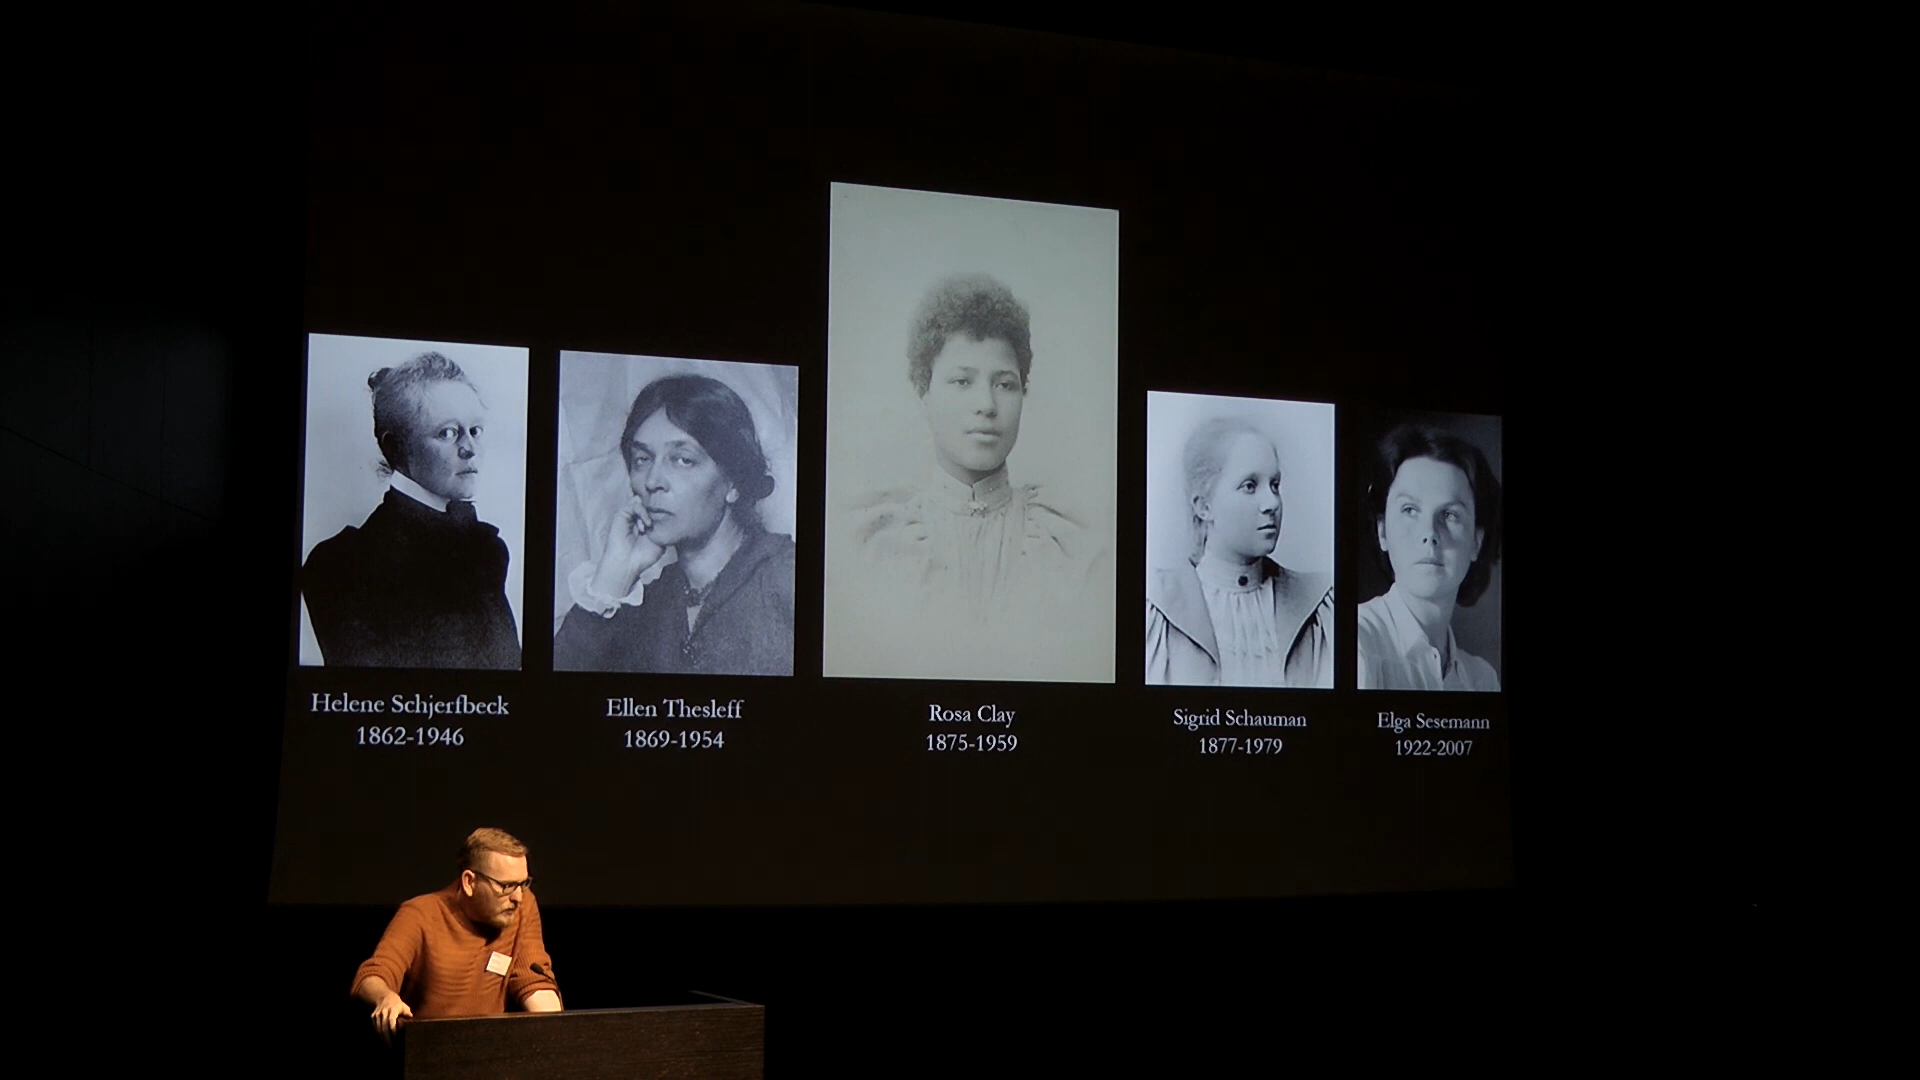 Helene Schjerfbeck
1862-1946
Ellen Thesleff
1869-1954
Rosa Clay
1875-1959
Sigrid Schauman
1877-1979
Elga Sesemann
1922-2007